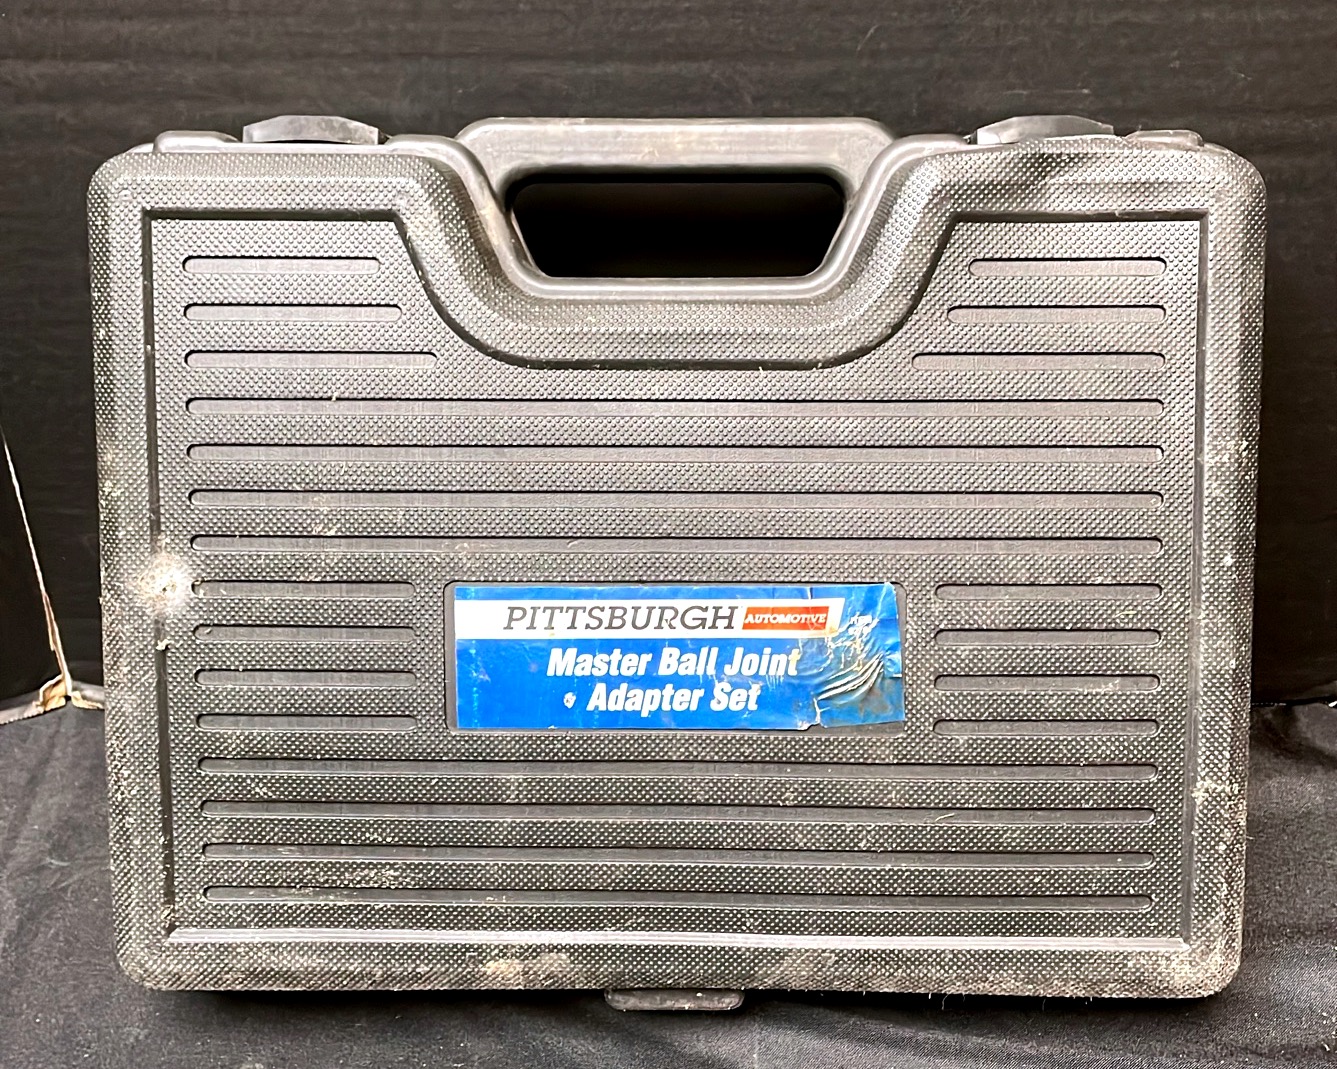 PITTSBURGH AUTOMOTIVE
Master Ball Joint
Adapter Set